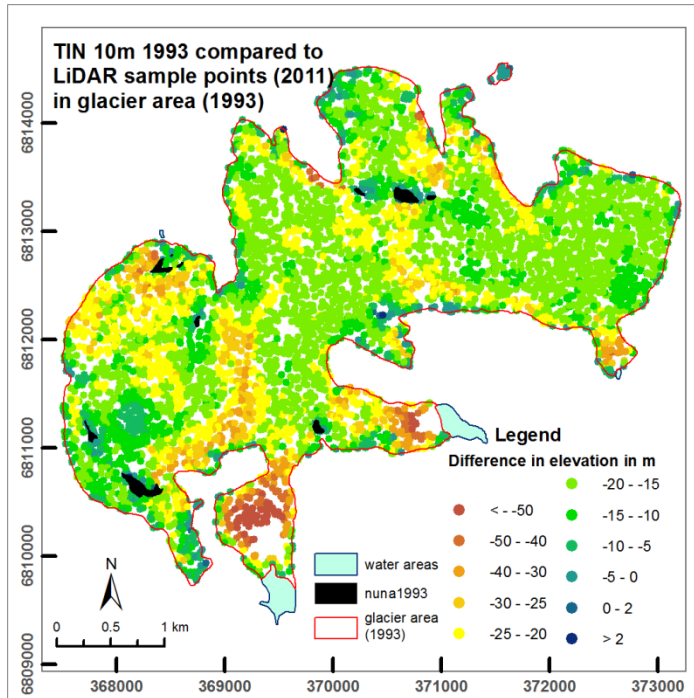 TIN 10m 1993 compared to
LiDAR sample points (2011)
in glacier area (1993)
6814000
6813000
6812000
6811000
6810000
6809000
Legend
Difference in elevation in m
< - -50
-50 - -40
-40 - -30
-30 - -25
-25 - -20
-20 - -15
-15 - -10
-10 - -5
-5 - 0
0 - 2
> 2
water areas
nuna1993
glacier area
(1993)
N
0 0.5 1 km
368000 369000 370000 371000 372000 373000